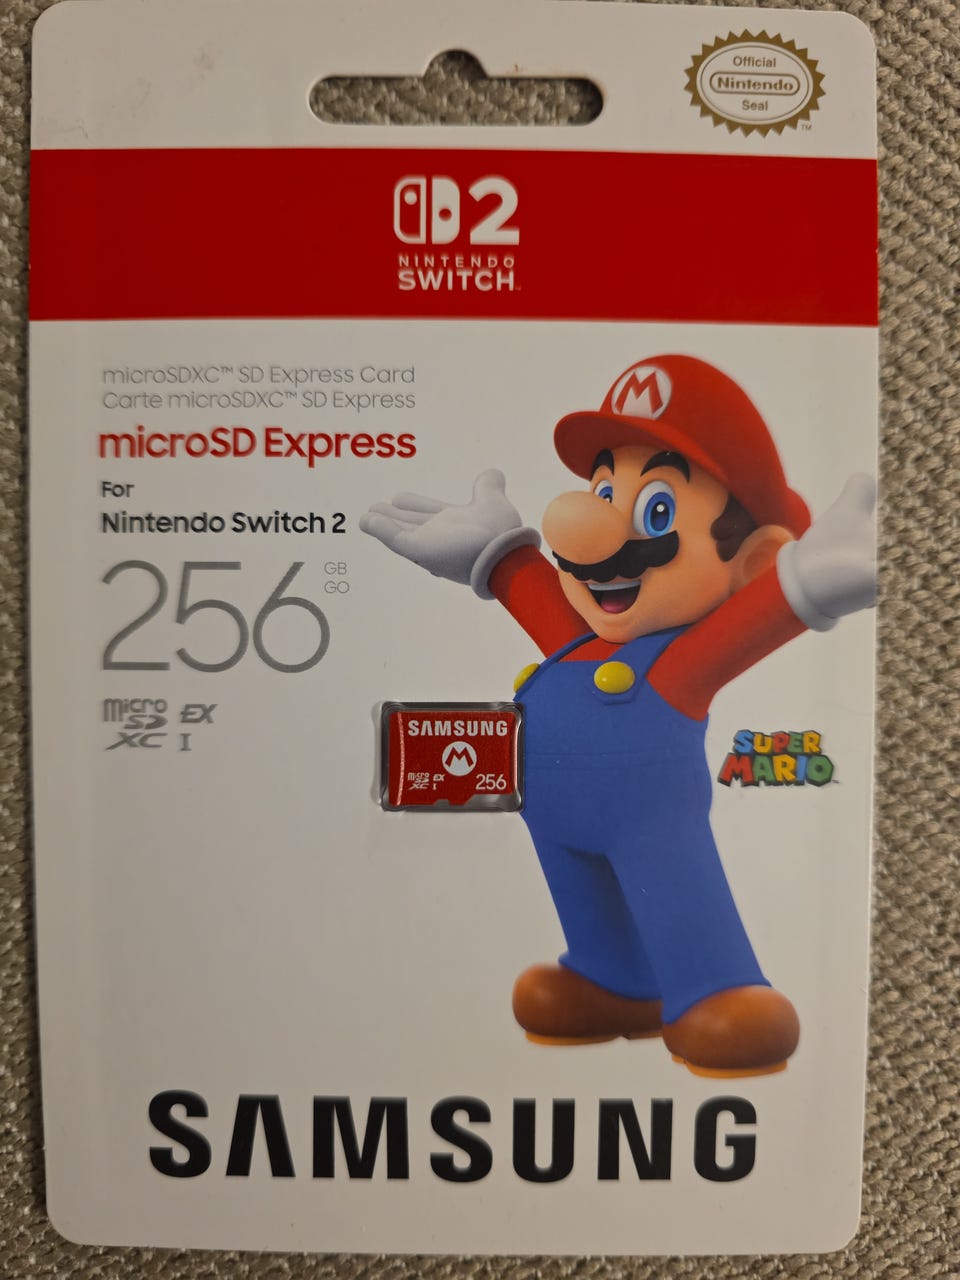 Official
Nintendo
Seal
TM
2
NINTENDO
SWITCH
microSDXC™ SD Express Card
Carte microSDXC™ SD Express
microSD Express
For
Nintendo Switch 2
256 GB
GO
micro
SD EX
XC I
M
SAMSUNG
M
micro
SD EX
XC I
256
SUPER
MARIO
SAMSUNG